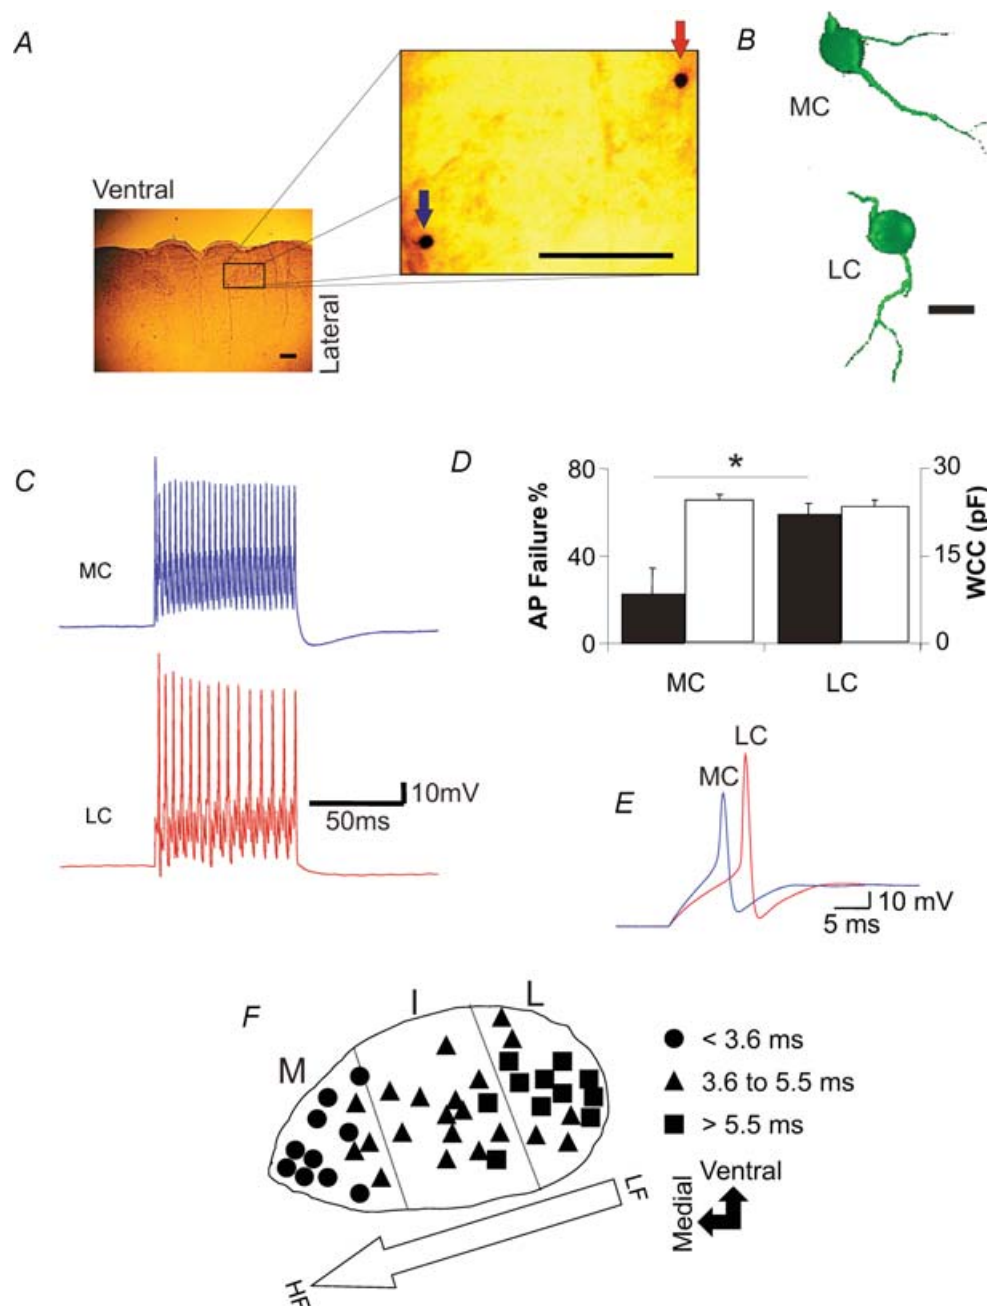 A
B
MC
Ventral
Lateral
LC
C
MC
LC
10mV
50ms
D
*
80
40
0
AP Failure %
30
15
0
WCC (pF)
MC
LC
E
MC
LC
10 mV
5 ms
F
M
I
L
< 3.6 ms
3.6 to 5.5 ms
> 5.5 ms
Ventral
Medial
LF
HF